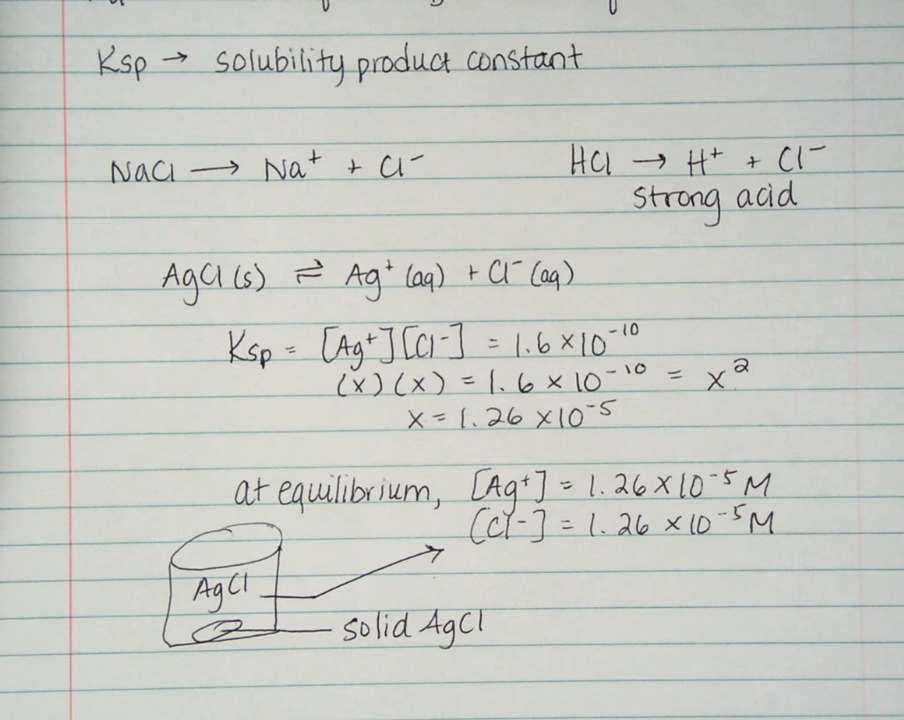 Ksp → solubility product constant
NaCl → Na⁺ + Cl⁻
HCl → H⁺ + Cl⁻
strong acid
AgCl (s) ⇌ Ag⁺ (aq) + Cl⁻ (aq)
Ksp = [Ag⁺][Cl⁻] = 1.6 × 10⁻¹⁰
(x)(x) = 1.6 × 10⁻¹⁰ = x²
x = 1.26 × 10⁻⁵
at equilibrium, [Ag⁺] = 1.26 × 10⁻⁵ M
[Cl⁻] = 1.26 × 10⁻⁵ M
AgCl
solid AgCl